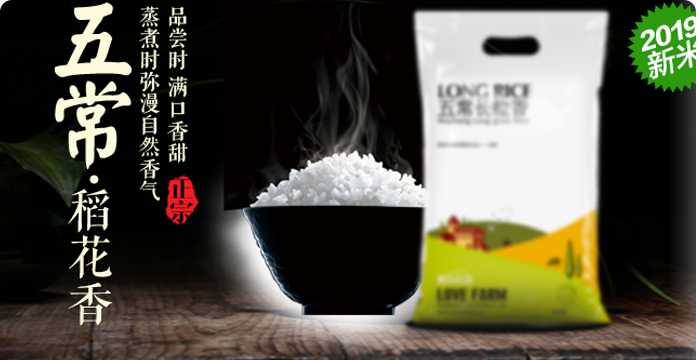 五常·稻花香
品尝时 满口香甜
蒸煮时弥漫自然香气
正宗
2019
新米
LONG RICE
五常长粒香
LOVE FARM